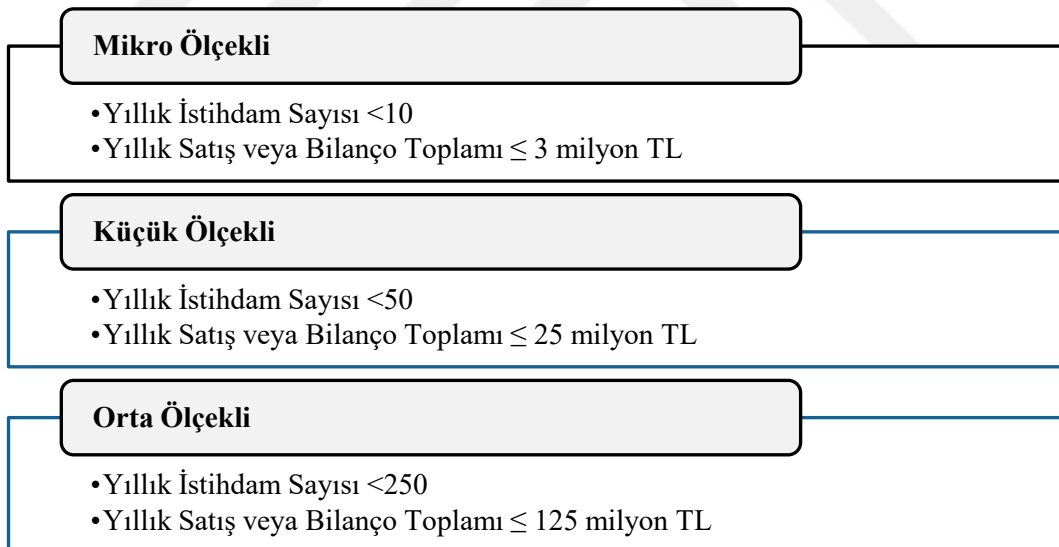 Mikro Ölçekli
•Yıllık İstihdam Sayısı <10
•Yıllık Satış veya Bilanço Toplamı ≤ 3 milyon TL
Küçük Ölçekli
•Yıllık İstihdam Sayısı <50
•Yıllık Satış veya Bilanço Toplamı ≤ 25 milyon TL
Orta Ölçekli
•Yıllık İstihdam Sayısı <250
•Yıllık Satış veya Bilanço Toplamı ≤ 125 milyon TL